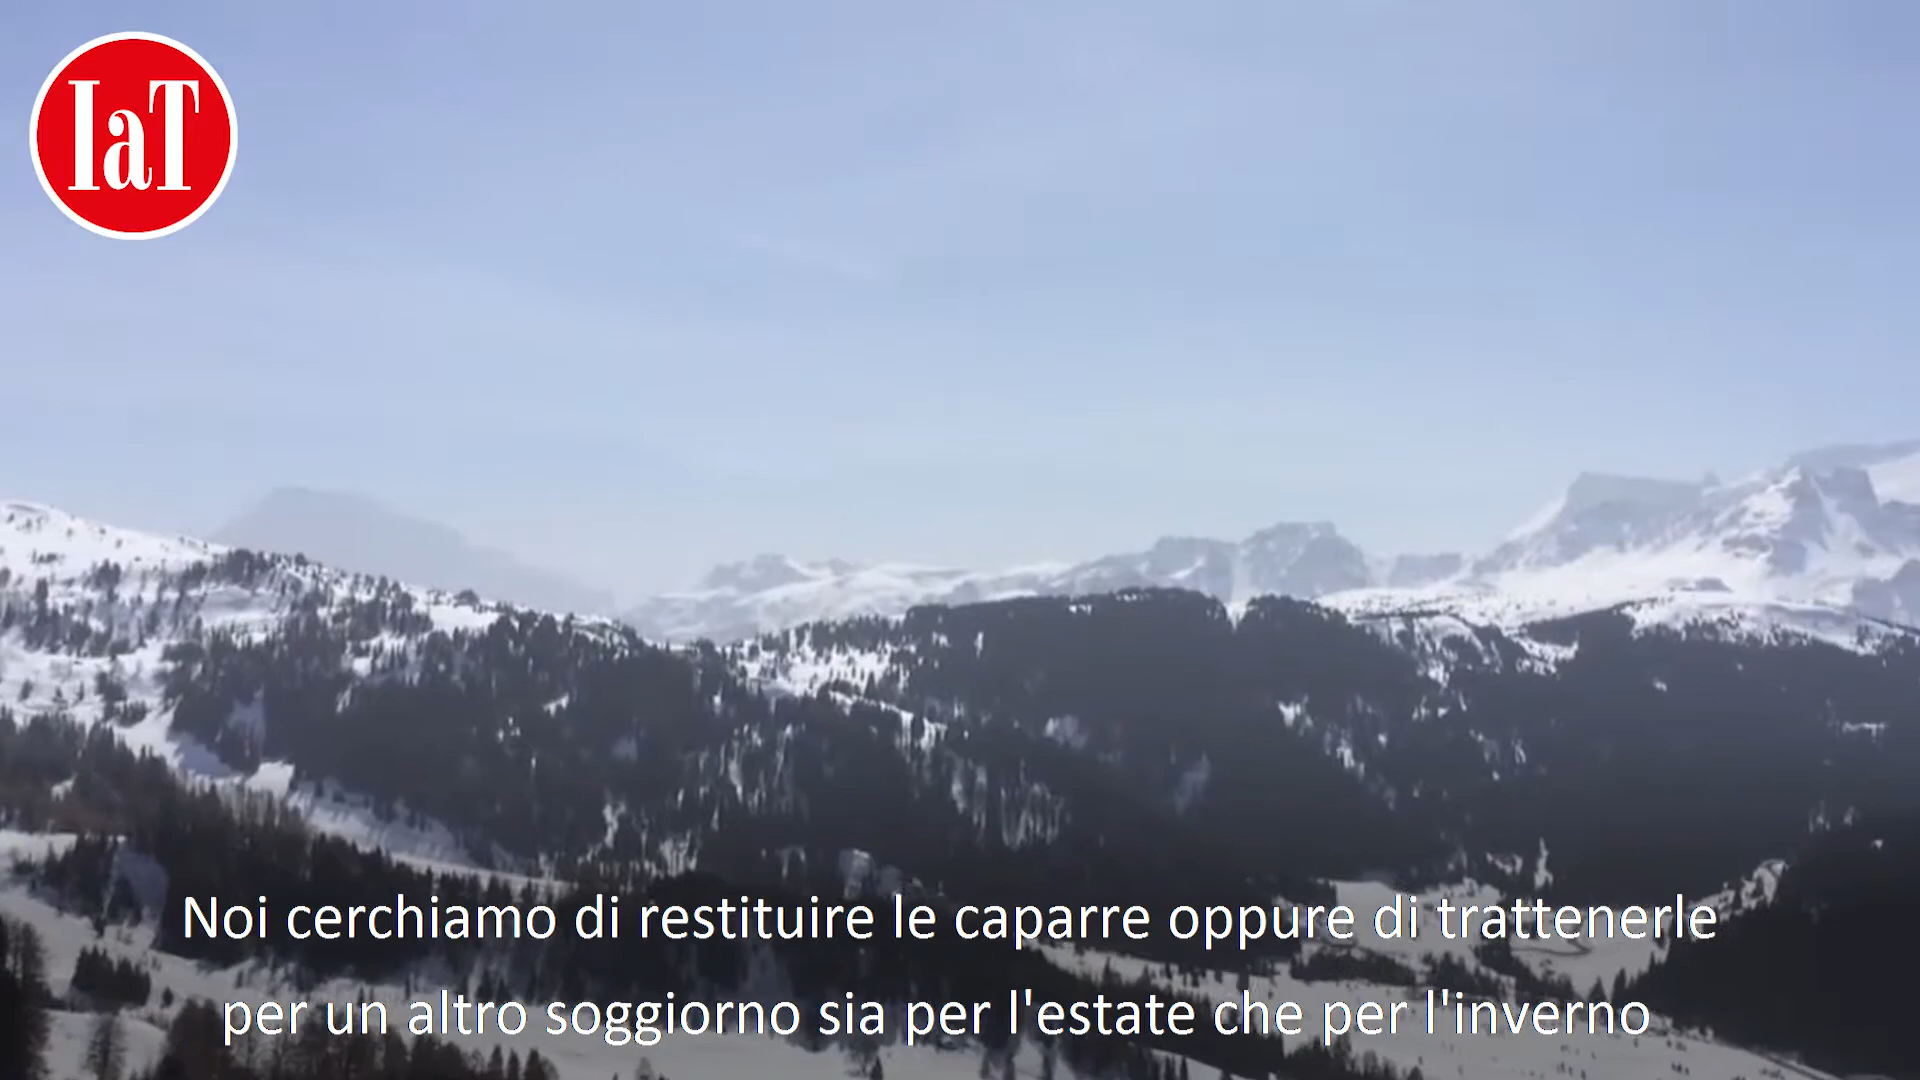 IaT
Noi cerchiamo di restituire le caparre oppure di trattenerle
per un altro soggiorno sia per l'estate che per l'inverno